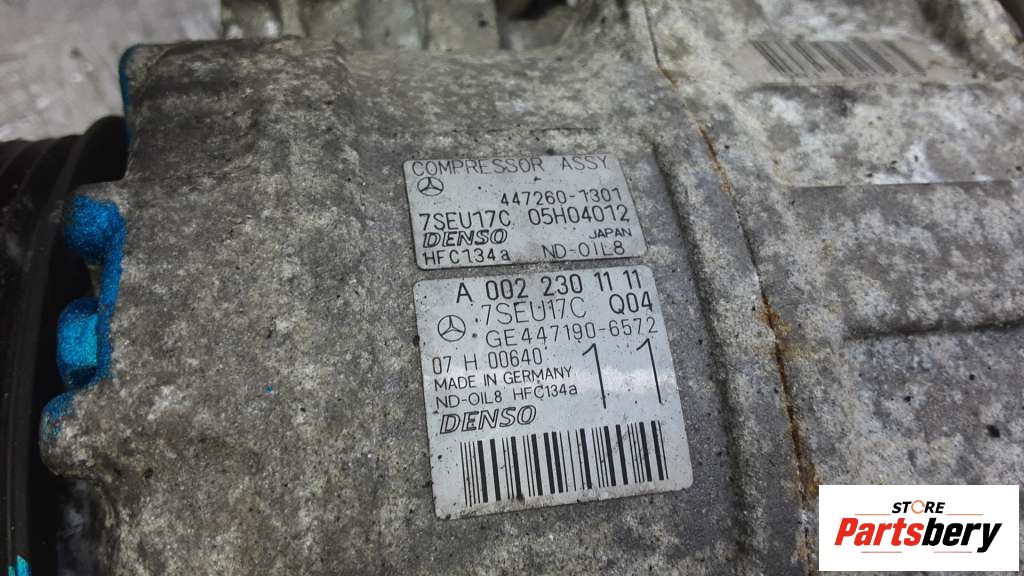 COMPRESSOR ASSY
447260-1301
7SEU17C 05H04012
DENSO JAPAN
HFC134a ND-OIL8
A 002 230 11 11
7SEU17C Q04
GE447190-6572
07 H 00640
11
MADE IN GERMANY
ND-OIL8 HFC134a
DENSO
STORE
Partsbery